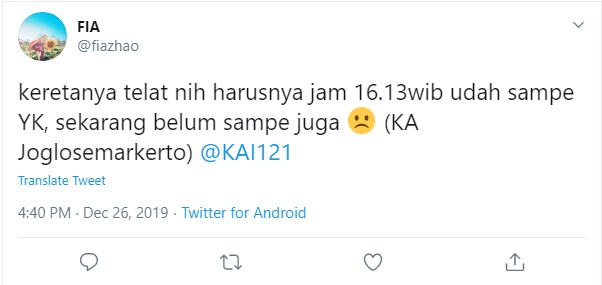 FIA
@fiazhao
keretanya telat nih harusnya jam 16.13wib udah sampe
YK, sekarang belum sampe juga ☹️ (KA
Joglosemarkerto) @KAI121
Translate Tweet
4:40 PM · Dec 26, 2019 · Twitter for Android